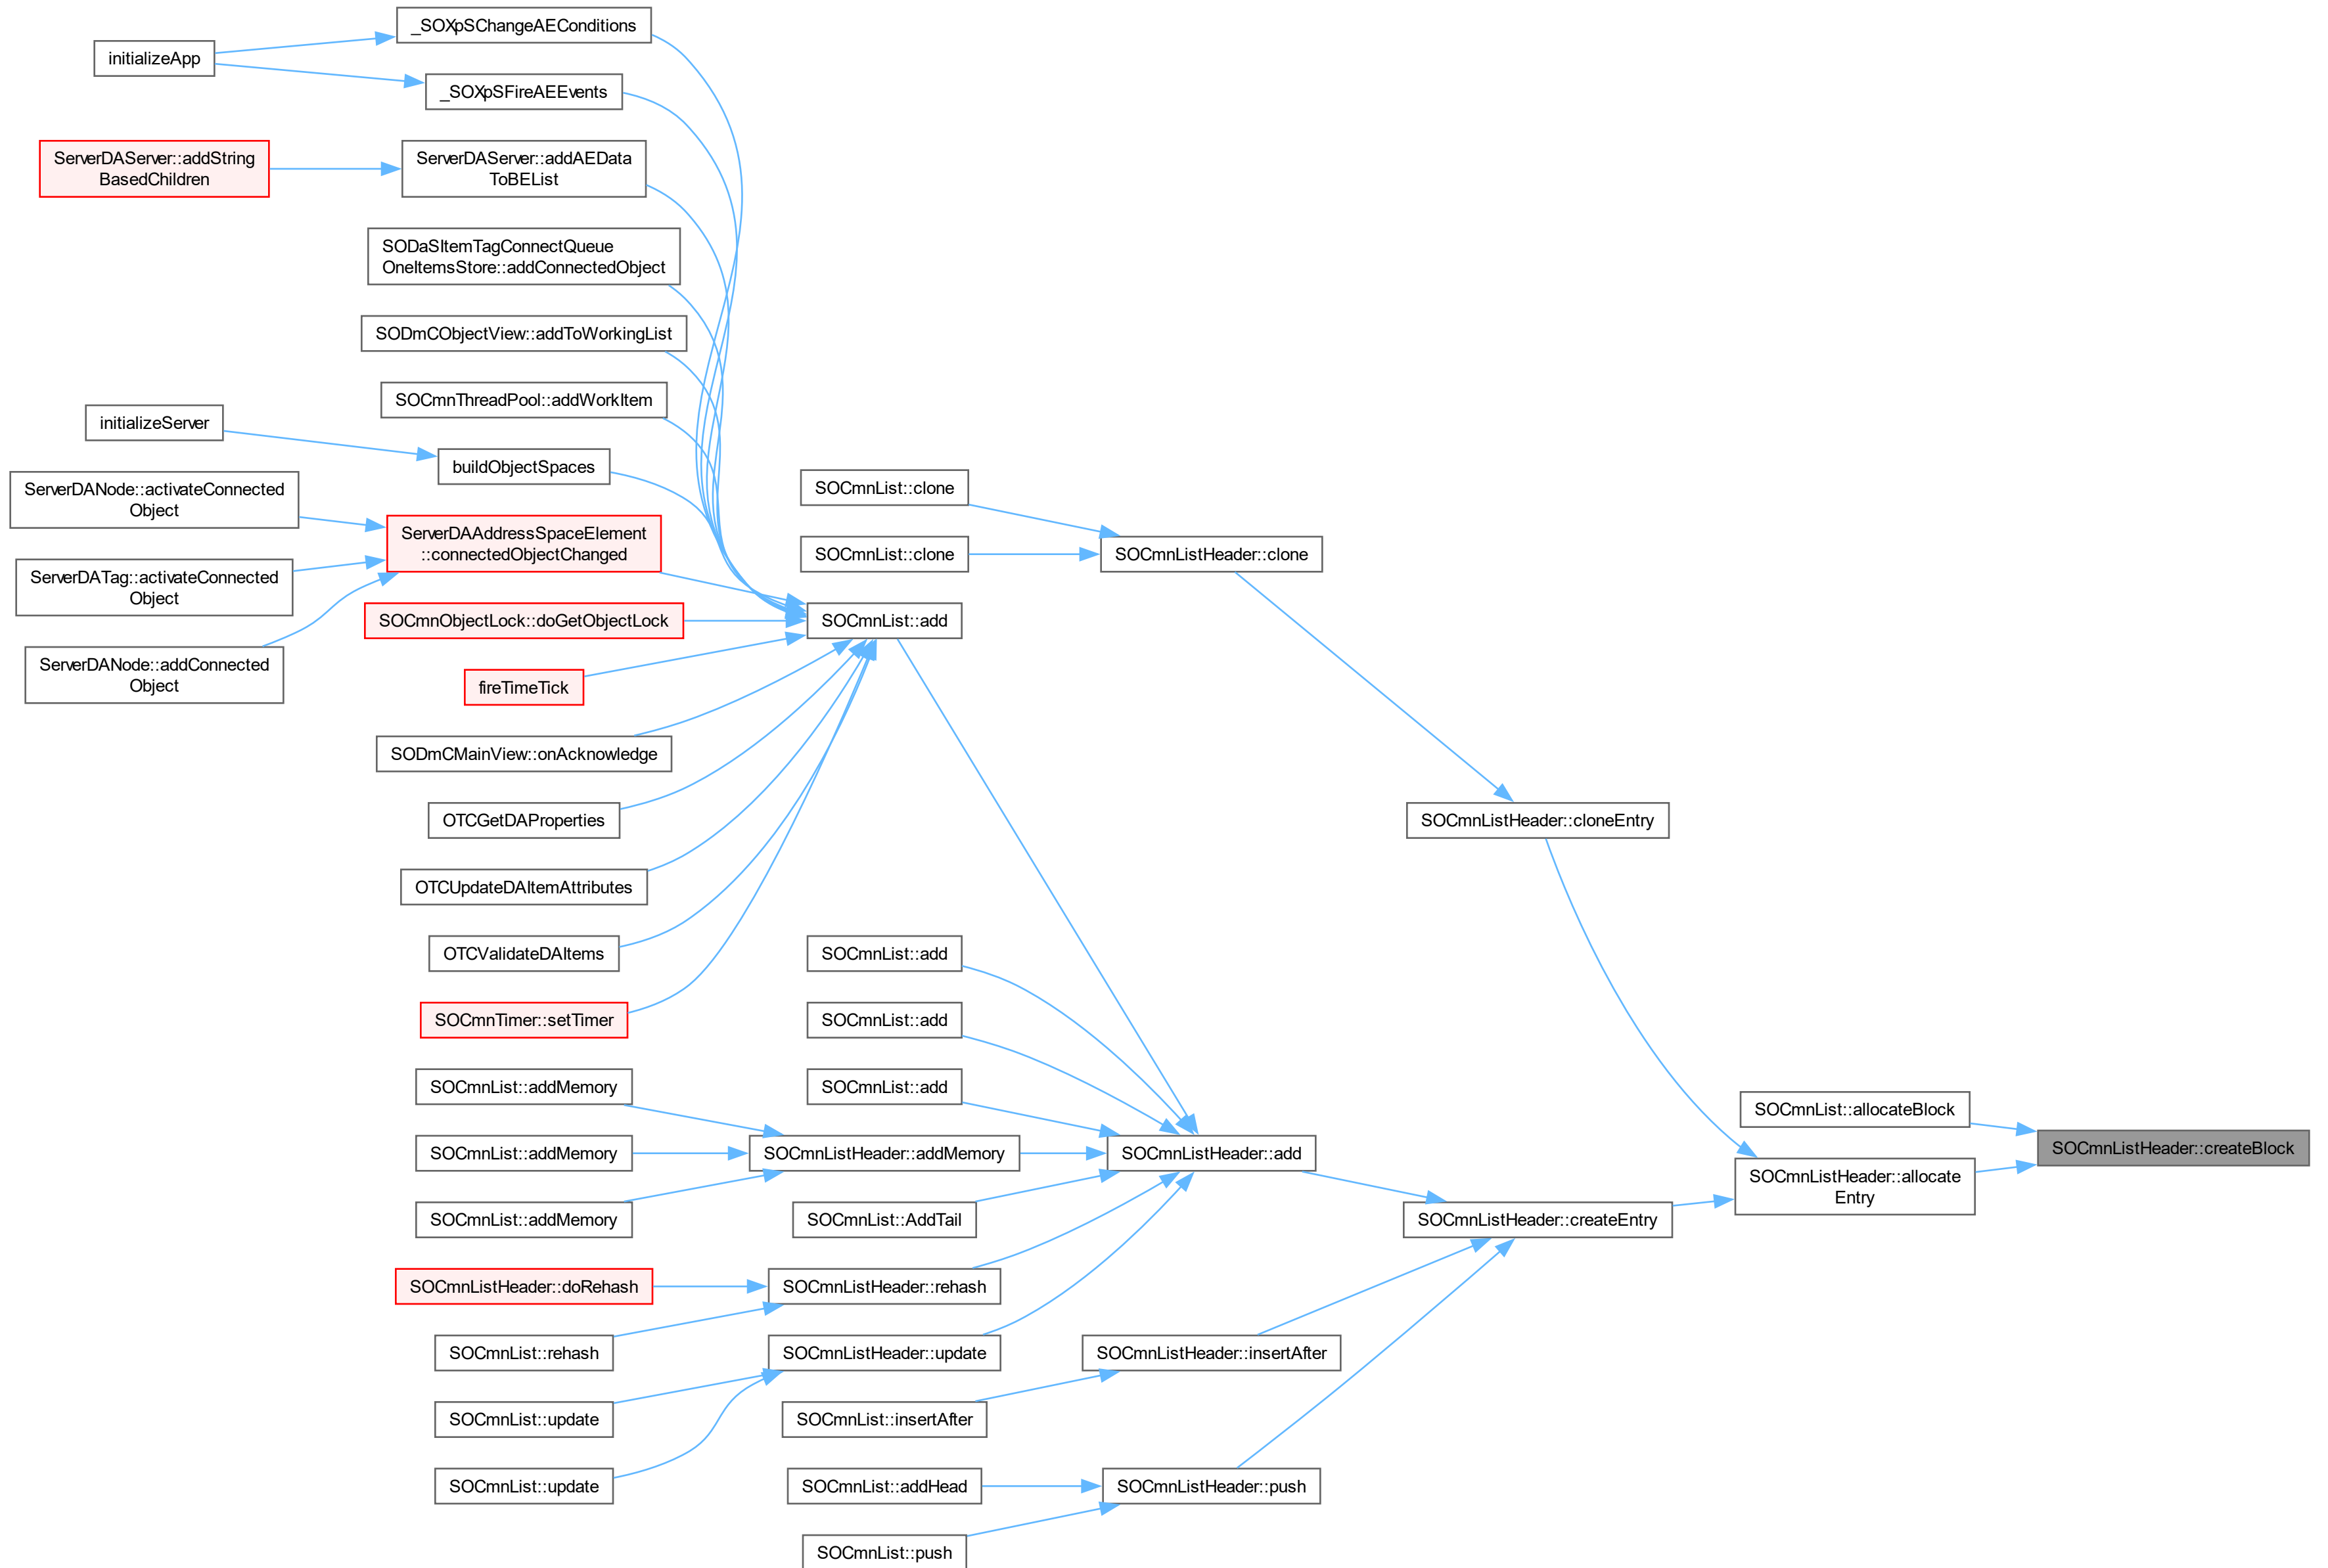 _SOXpSChangeAEConditions
initializeApp
_SOXpSFireAEEvents
ServerDAServer::addString
BasedChildren
ServerDAServer::addAEData
ToBEList
SODaSItemTagConnectQueue
OneItemsStore::addConnectedObject
SODmCObjectView::addToWorkingList
SOCmnThreadPool::addWorkItem
initializeServer
buildObjectSpaces
ServerDANode::activateConnected
Object
ServerDAAddressSpaceElement
::connectedObjectChanged
ServerDATag::activateConnected
Object
ServerDANode::addConnected
Object
SOCmnObjectLock::doGetObjectLock
fireTimeTick
SODmCMainView::onAcknowledge
OTCGetDAProperties
OTCUpdateDAItemAttributes
OTCValidateDAItems
SOCmnTimer::setTimer
SOCmnList::addMemory
SOCmnList::addMemory
SOCmnList::addMemory
SOCmnListHeader::doRehash
SOCmnList::rehash
SOCmnList::update
SOCmnList::update
SOCmnList::clone
SOCmnList::clone
SOCmnList::add
SOCmnList::add
SOCmnList::add
SOCmnList::add
SOCmnListHeader::addMemory
SOCmnList::AddTail
SOCmnListHeader::rehash
SOCmnListHeader::update
SOCmnList::insertAfter
SOCmnList::addHead
SOCmnList::push
SOCmnListHeader::clone
SOCmnListHeader::add
SOCmnListHeader::insertAfter
SOCmnListHeader::push
SOCmnListHeader::cloneEntry
SOCmnListHeader::createEntry
SOCmnList::allocateBlock
SOCmnListHeader::allocate
Entry
SOCmnListHeader::createBlock